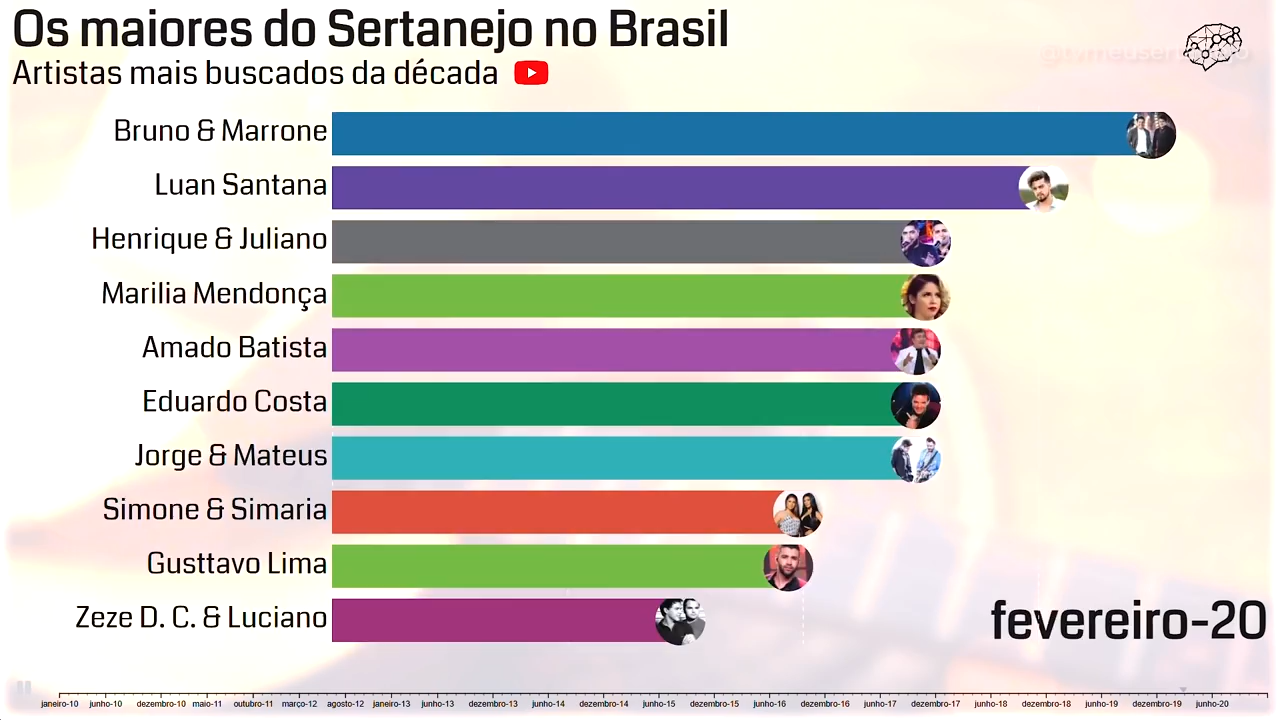 Os maiores do Sertanejo no Brasil
Artistas mais buscados da década
Bruno & Marrone
Luan Santana
Henrique & Juliano
Marilia Mendonça
Amado Batista
Eduardo Costa
Jorge & Mateus
Simone & Simaria
Gusttavo Lima
Zeze D. C. & Luciano
fevereiro-20
janeiro-10 junho-10 dezembro-10 maio-11 outubro-11 março-12 agosto-12 janeiro-13 junho-13 dezembro-13 junho-14 dezembro-14 junho-15 dezembro-15 junho-16 dezembro-16 junho-17 dezembro-17 junho-18 dezembro-18 junho-19 dezembro-19 junho-20